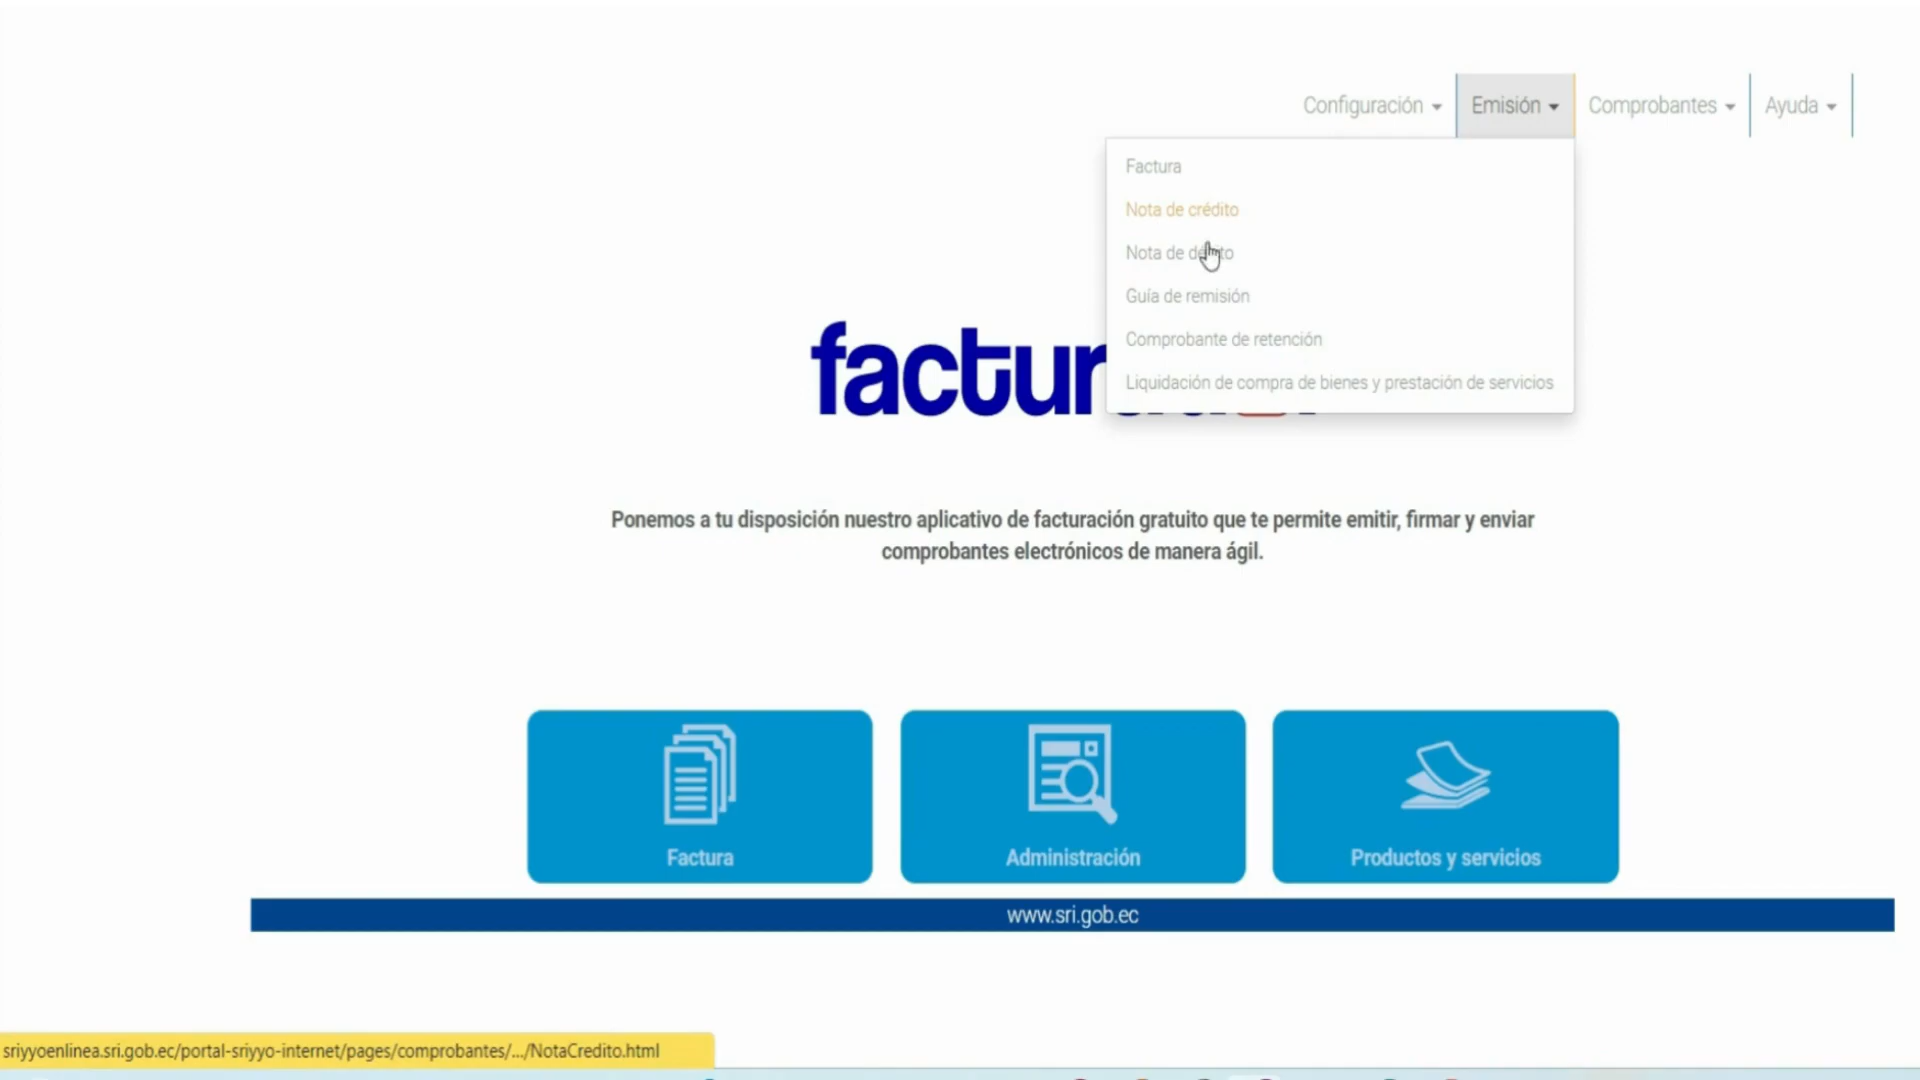 Configuración
Emisión
Comprobantes
Ayuda
Factura
Nota de crédito
Nota de débito
Guía de remisión
Comprobante de retención
Liquidación de compra de bienes y prestación de servicios
factur
Ponemos a tu disposición nuestro aplicativo de facturación gratuito que te permite emitir, firmar y enviar
comprobantes electrónicos de manera ágil.
Factura
Administración
Productos y servicios
www.sri.gob.ec
sriyyoenlinea.sri.gob.ec/portal-sriyyo-internet/pages/comprobantes/.../NotaCredito.html